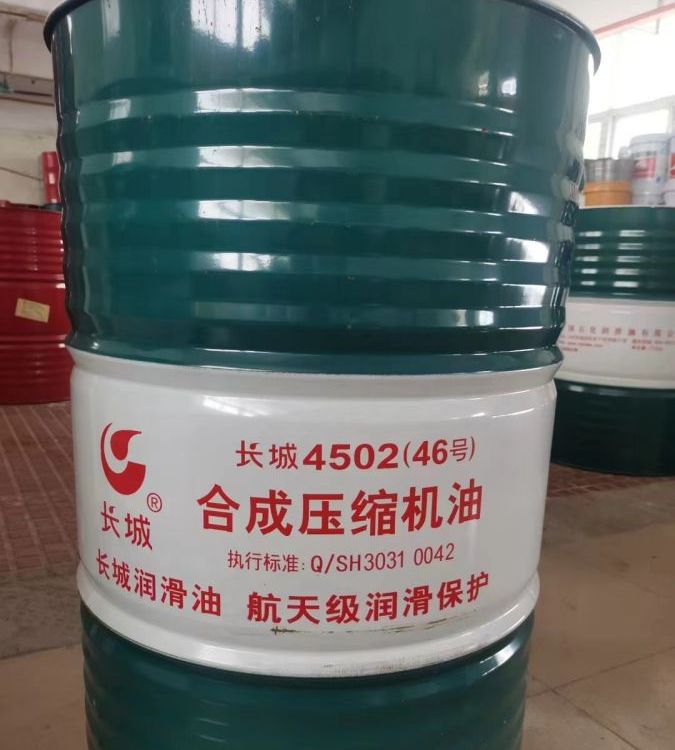 长城4502(46号)
合成压缩机油
执行标准: Q/SH3031 0042
®
长城
长城润滑油 航天级润滑保护